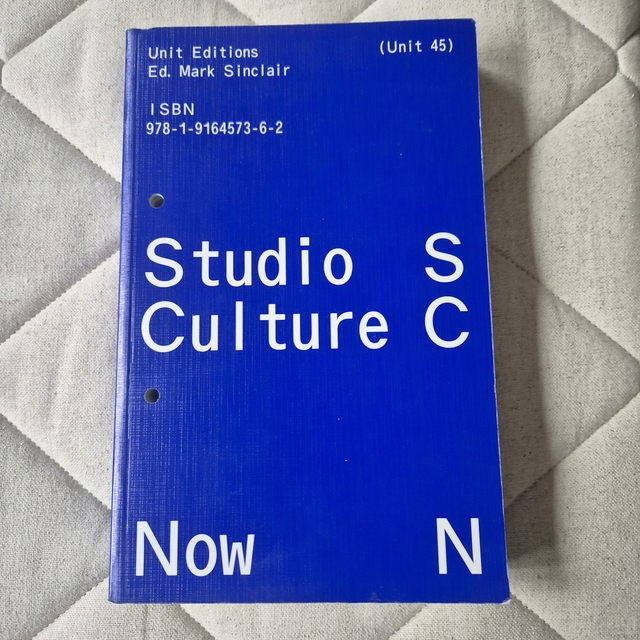 Unit Editions (Unit 45)
Ed. Mark Sinclair
ISBN
978-1-9164573-6-2
Studio S
Culture C
Now N